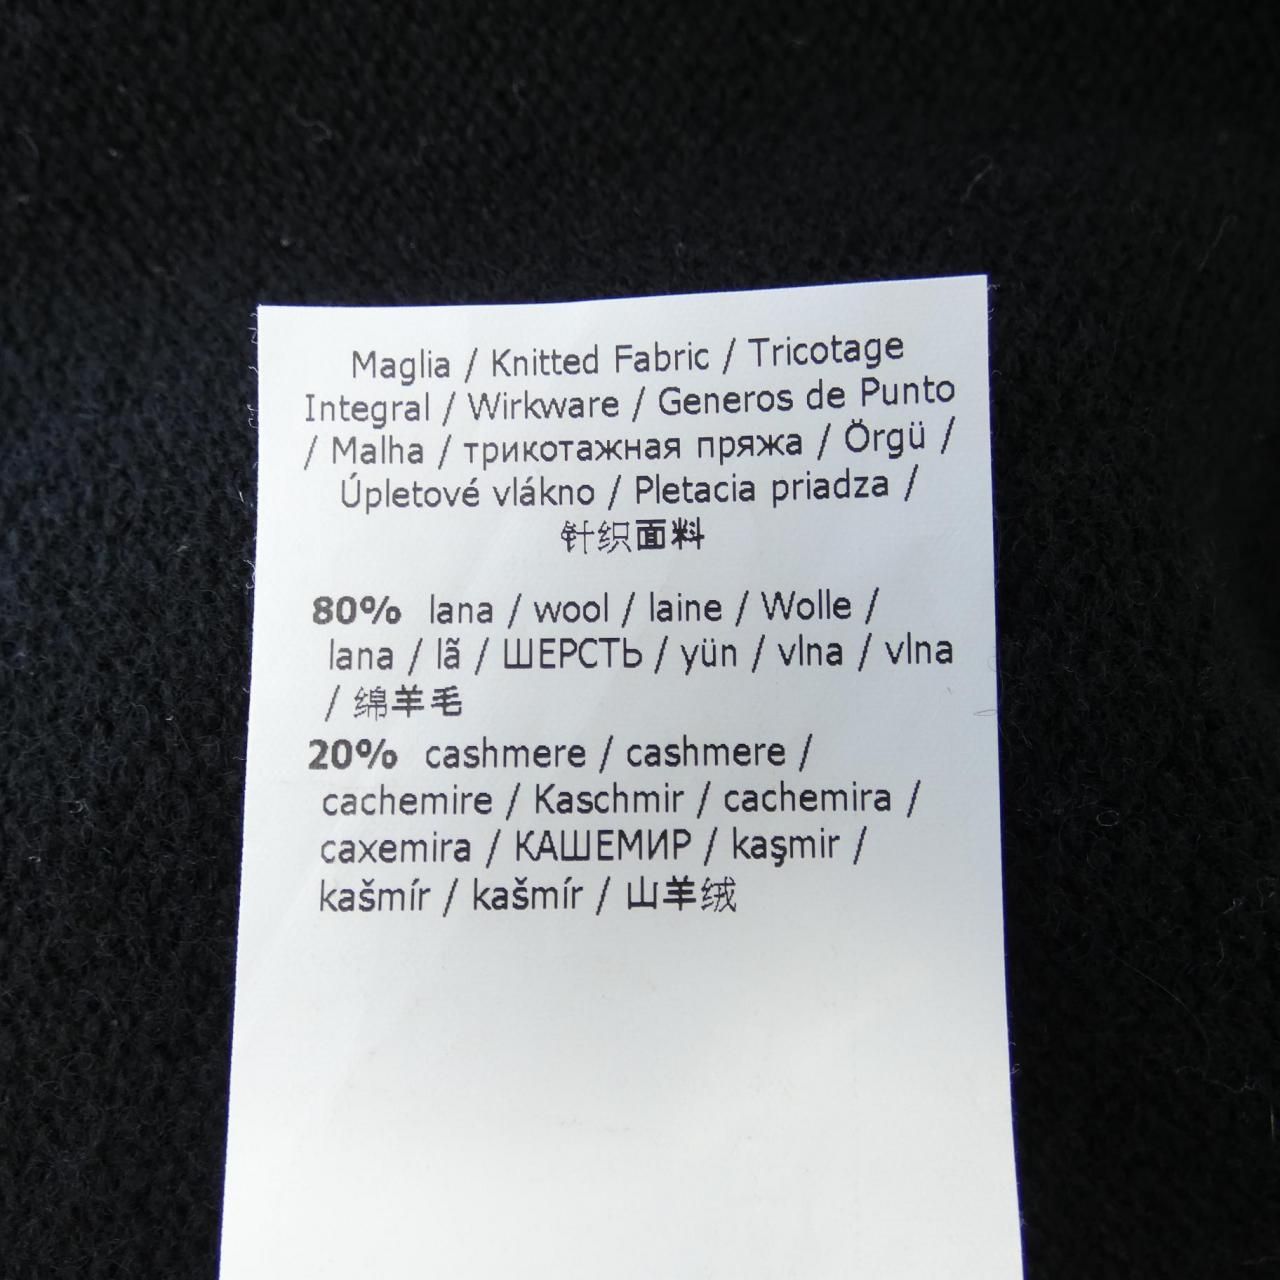 Maglia / Knitted Fabric / Tricotage
Integral / Wirkware / Generos de Punto
/ Malha / трикотажная пряжа / Örgü /
Úpletové vlákno / Pletacia priadza /
针织面料
80% lana / wool / laine / Wolle /
lana / lã / ШЕРСТЬ / yün / vlna / vlna
/ 绵羊毛
20% cashmere / cashmere /
cachemire / Kaschmir / cachemira /
caxemira / КАШЕМИР / kaşmir /
kašmír / kašmír / 山羊绒